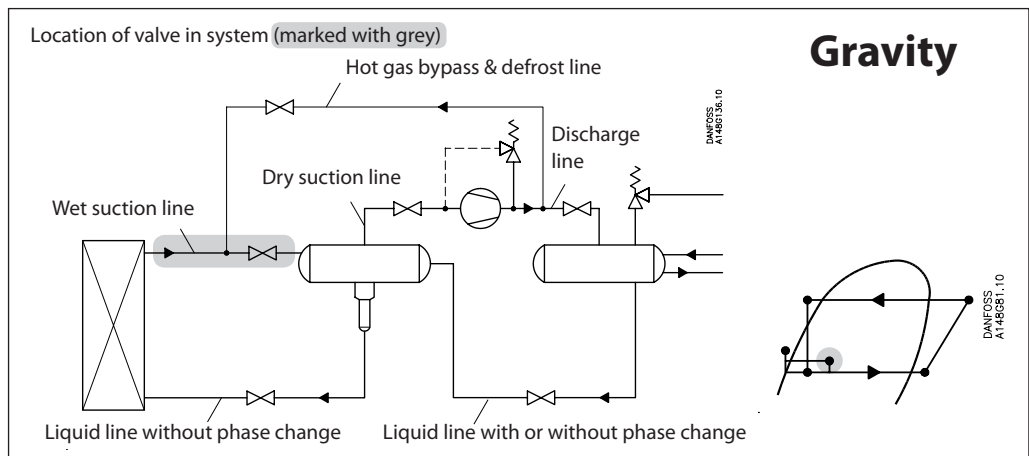 Location of valve in system (marked with grey)
Gravity
Hot gas bypass & defrost line
DANFOSS
A148G136.10
Discharge
line
Dry suction line
Wet suction line
DANFOSS
A148G81.10
Liquid line without phase change
Liquid line with or without phase change